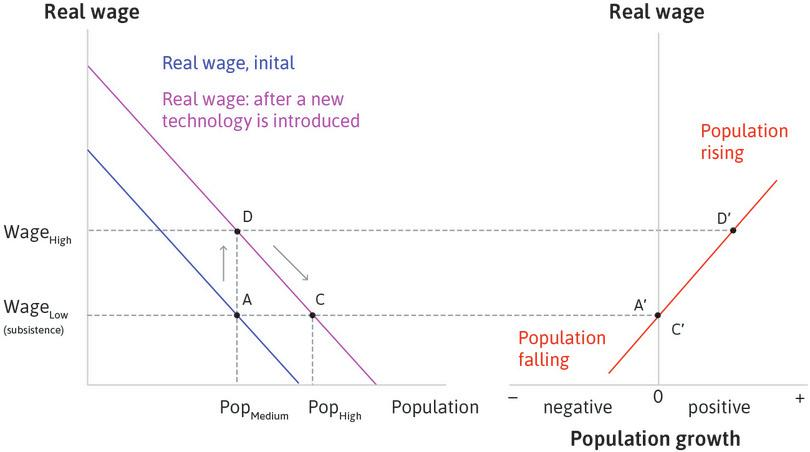 Real wage
Real wage
Real wage, inital
Real wage: after a new
technology is introduced
Population
rising
D
D′
WageHigh
A
C
A′
WageLow
(subsistence)
C′
Population
falling
PopMedium
PopHigh
Population
−
negative
0
positive
+
Population growth